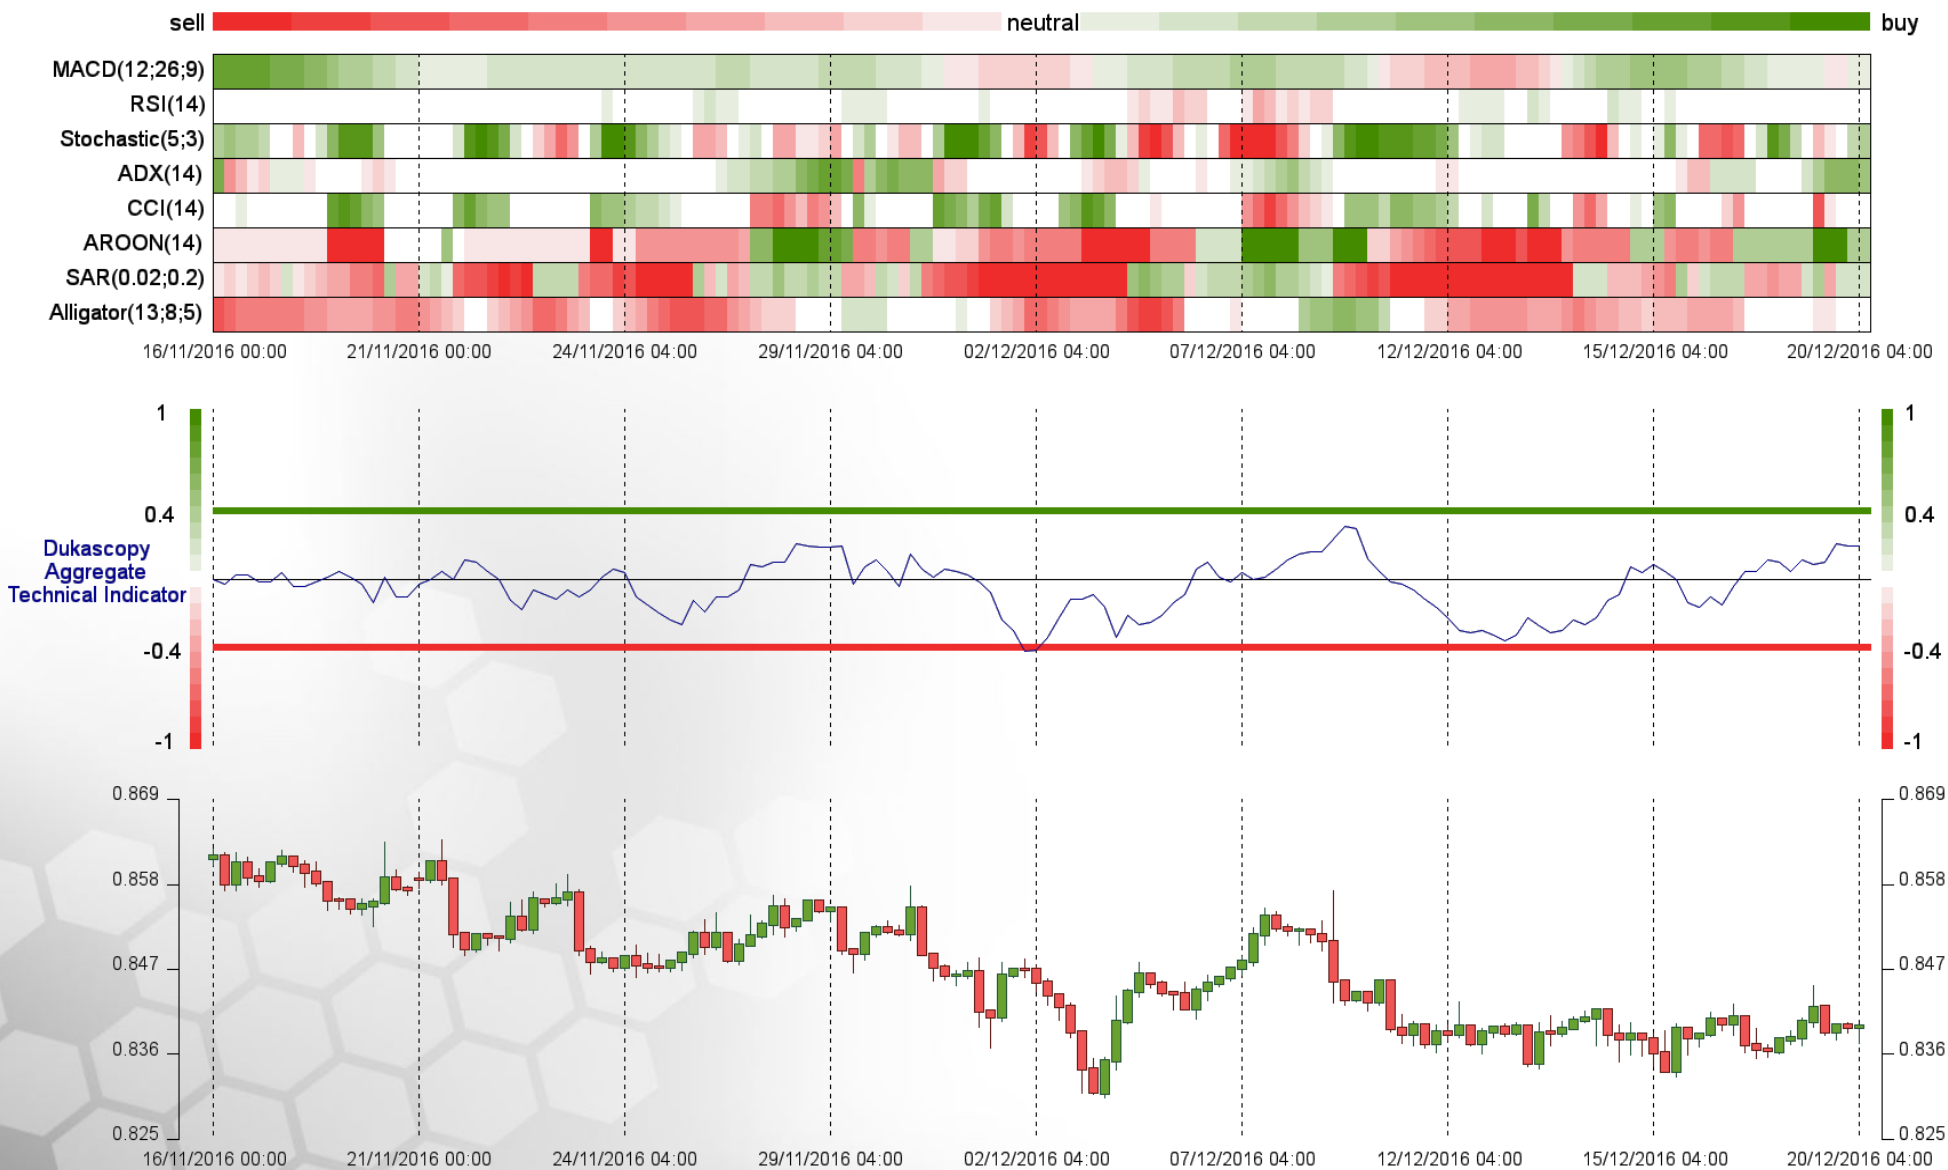 sell neutral buy
MACD(12;26;9)
RSI(14)
Stochastic(5;3)
ADX(14)
CCI(14)
AROON(14)
SAR(0.02;0.2)
Alligator(13;8;5)
16/11/2016 00:00 21/11/2016 00:00 24/11/2016 04:00 29/11/2016 04:00 02/12/2016 04:00 07/12/2016 04:00 12/12/2016 04:00 15/12/2016 04:00 20/12/2016 04:00
1 1
0.4 0.4
Dukascopy
Aggregate
Technical Indicator
-0.4 -0.4
-1 -1
0.869 0.869
0.858 0.858
0.847 0.847
0.836 0.836
0.825 0.825
16/11/2016 00:00 21/11/2016 00:00 24/11/2016 04:00 29/11/2016 04:00 02/12/2016 04:00 07/12/2016 04:00 12/12/2016 04:00 15/12/2016 04:00 20/12/2016 04:00